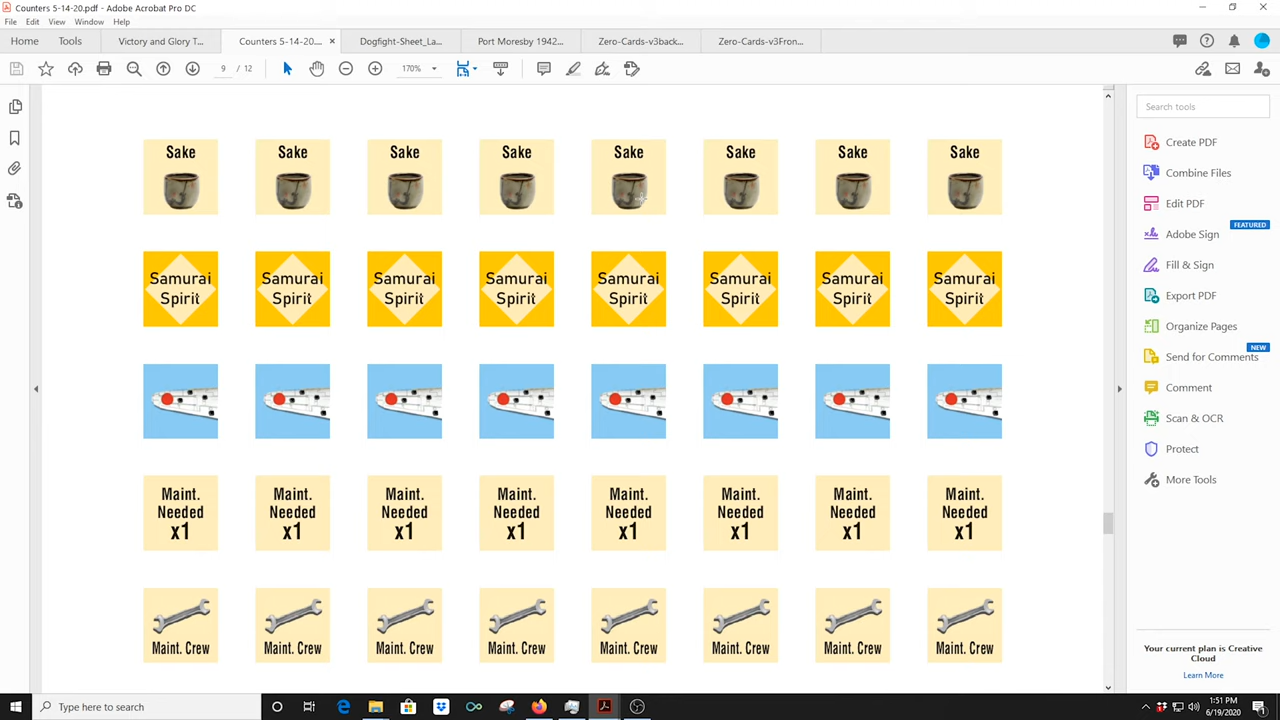 Counters 5-14-20.pdf - Adobe Acrobat Pro DC
File Edit View Window Help
Home Tools Victory and Glory T... Counters 5-14-20.... × Dogfight-Sheet_La... Port Moresby 1942... Zero-Cards-v3back... Zero-Cards-v3Fron...
9 / 12 170%
Search tools
Create PDF
Combine Files
Edit PDF
FEATURED
Adobe Sign
Fill & Sign
Export PDF
Organize Pages
NEW
Send for Comments
Comment
Scan & OCR
Protect
More Tools
Your current plan is Creative
Cloud
Learn More
Sake Sake Sake Sake Sake Sake Sake Sake
Samurai Samurai Samurai Samurai Samurai Samurai Samurai Samurai
Spirit Spirit Spirit Spirit Spirit Spirit Spirit Spirit
Maint. Maint. Maint. Maint. Maint. Maint. Maint. Maint.
Needed Needed Needed Needed Needed Needed Needed Needed
x1 x1 x1 x1 x1 x1 x1 x1
Maint. Crew Maint. Crew Maint. Crew Maint. Crew Maint. Crew Maint. Crew Maint. Crew Maint. Crew
Type here to search
1:51 PM
6/19/2020